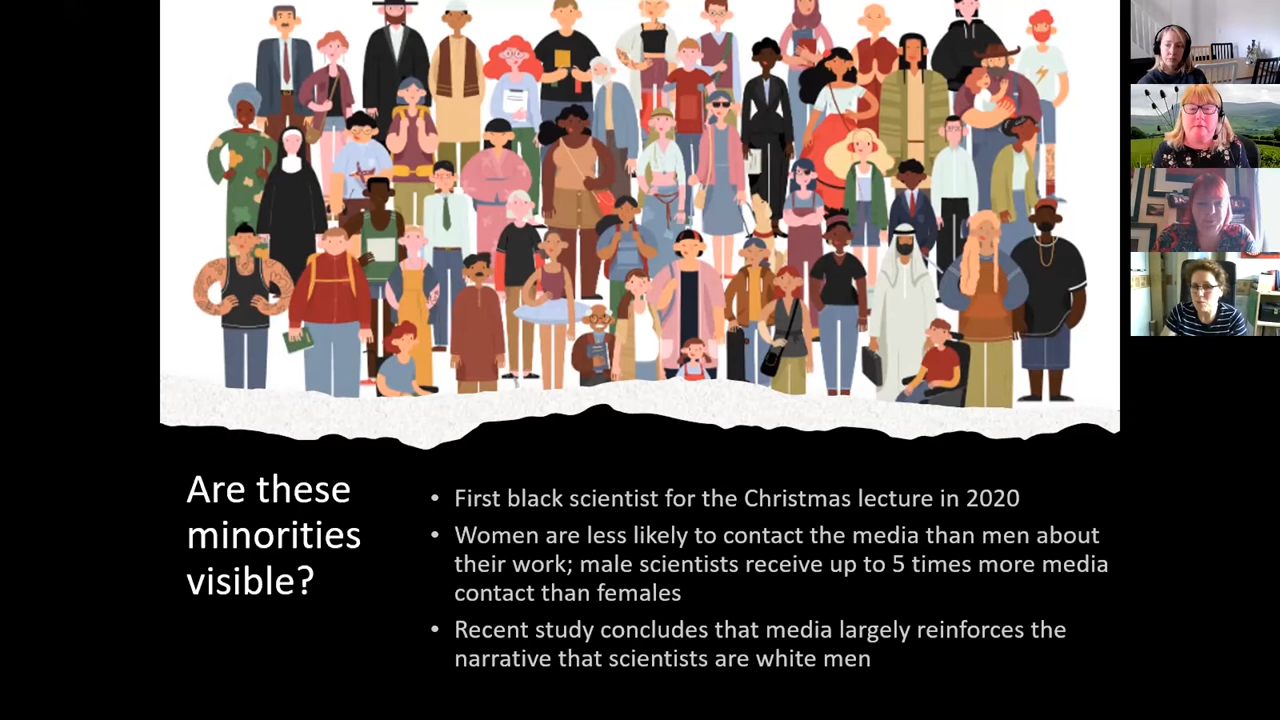 Are these
minorities
visible?
• First black scientist for the Christmas lecture in 2020
• Women are less likely to contact the media than men about
their work; male scientists receive up to 5 times more media
contact than females
• Recent study concludes that media largely reinforces the
narrative that scientists are white men